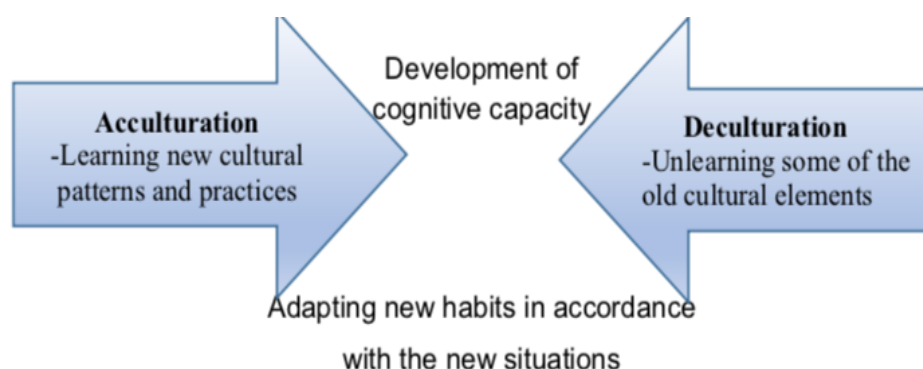 Development of
cognitive capacity
Acculturation
-Learning new cultural
patterns and practices
Deculturation
-Unlearning some of the
old cultural elements
Adapting new habits in accordance
with the new situations